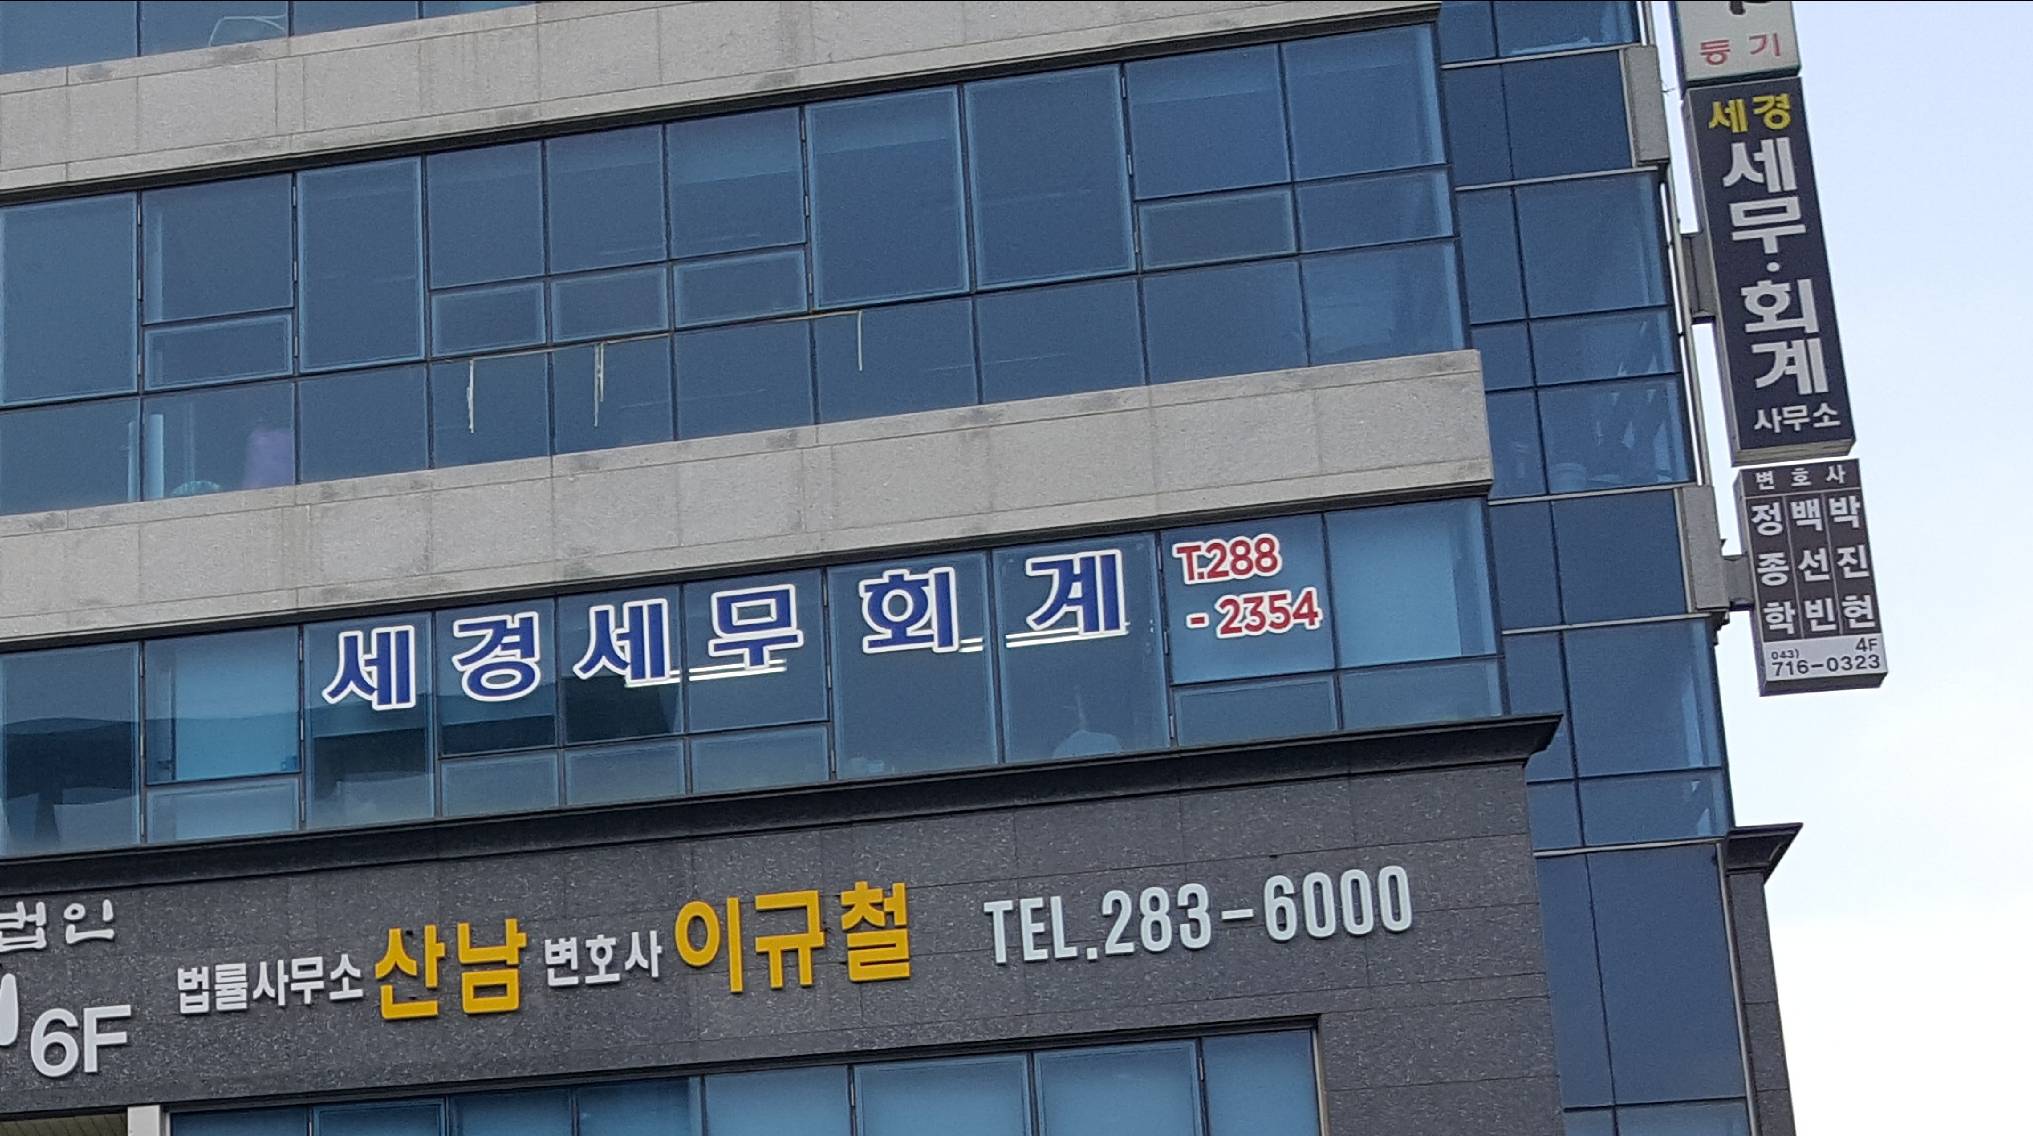 등기
세경
세무·회계
사무소
변호사
정종학
백선빈
박진현
4F
043)
716-0323
세경세무회계
T.288
-2354
법인
6F
법률사무소 산남 변호사 이규철 TEL.283-6000